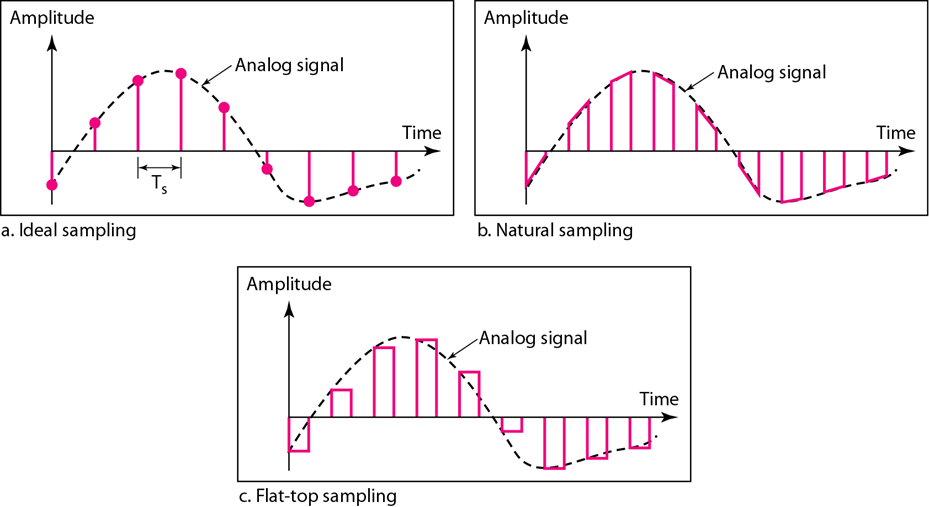 Amplitude
Analog signal
Time
Ts
a. Ideal sampling
Amplitude
Analog signal
Time
b. Natural sampling
Amplitude
Analog signal
Time
c. Flat-top sampling